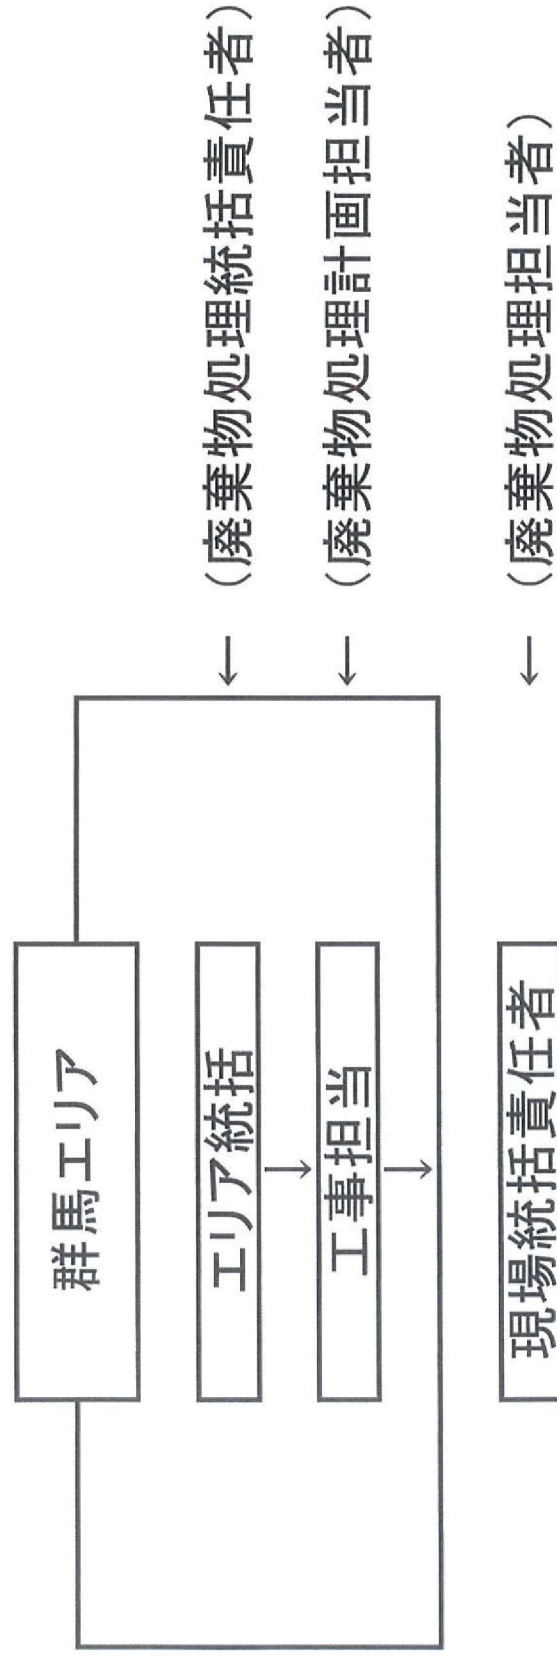 群馬エリア
エリア統括 ← (廃棄物処理統括責任者)
↓
工事担当 ← (廃棄物処理計画担当者)
↓
現場統括責任者 ← (廃棄物処理担当者)